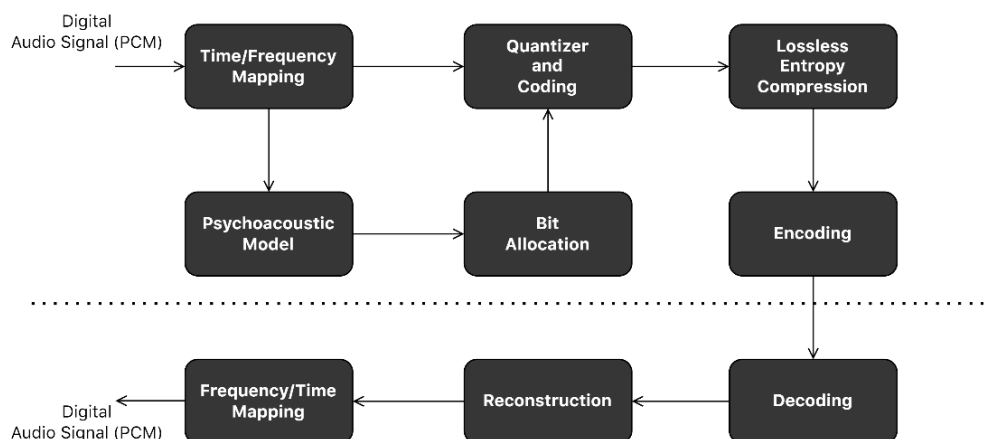 Digital
Audio Signal (PCM)
Time/Frequency
Mapping
Quantizer
and
Coding
Lossless
Entropy
Compression
Psychoacoustic
Model
Bit
Allocation
Encoding
Frequency/Time
Mapping
Reconstruction
Decoding
Digital
Audio Signal (PCM)